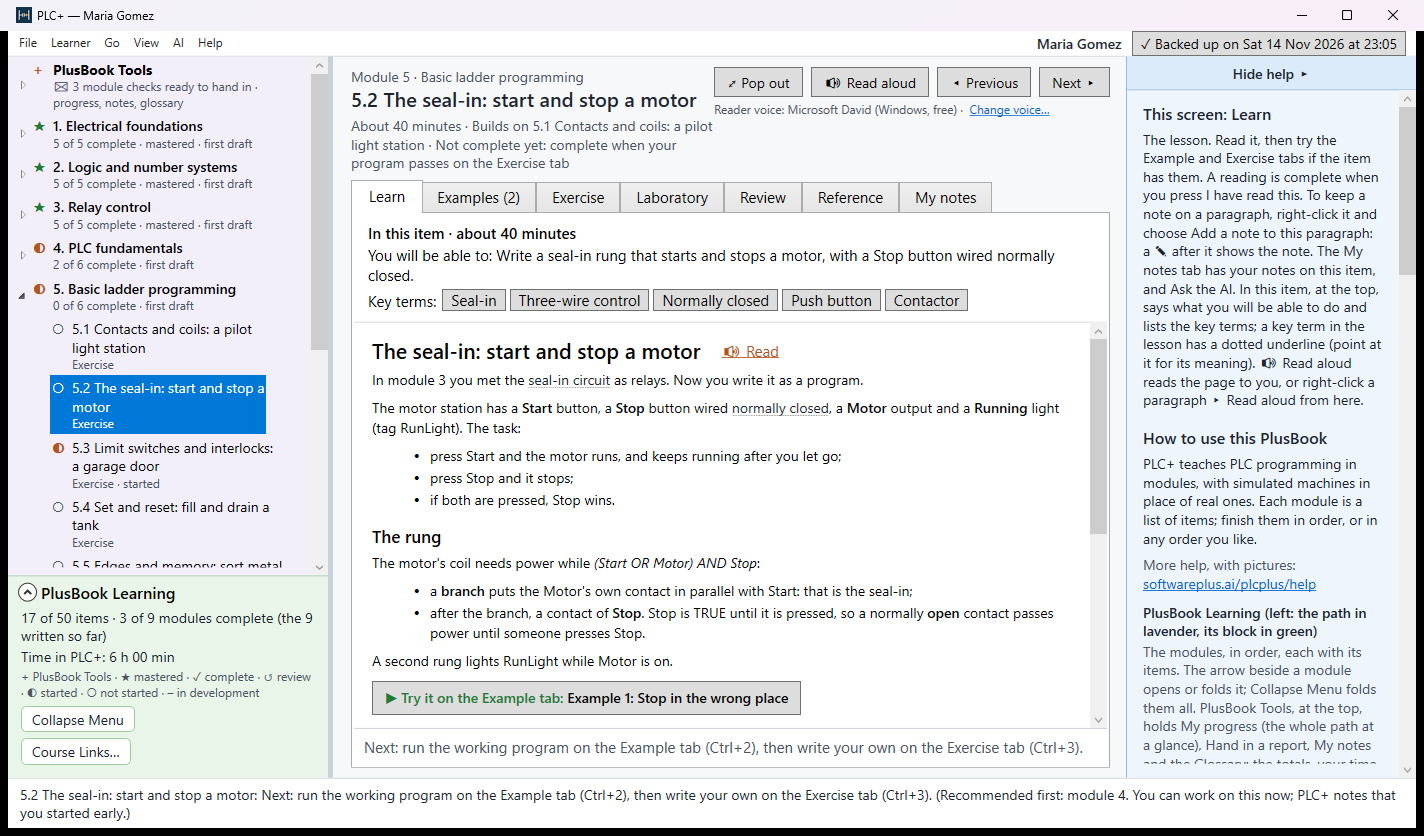 PLC+ — Maria Gomez
File Learner Go View AI Help
Maria Gomez
✓ Backed up on Sat 14 Nov 2026 at 23:05
+ PlusBook Tools
3 module checks ready to hand in ·
progress, notes, glossary
★ 1. Electrical foundations
5 of 5 complete · mastered · first draft
★ 2. Logic and number systems
5 of 5 complete · mastered · first draft
★ 3. Relay control
5 of 5 complete · mastered · first draft
◐ 4. PLC fundamentals
2 of 6 complete · first draft
◐ 5. Basic ladder programming
0 of 6 complete · first draft
○ 5.1 Contacts and coils: a pilot
light station
Exercise
○ 5.2 The seal-in: start and stop a
motor
Exercise
◐ 5.3 Limit switches and interlocks:
a garage door
Exercise · started
○ 5.4 Set and reset: fill and drain a
tank
Exercise
○ 5.5 Edges and memory: sort metal
PlusBook Learning
17 of 50 items · 3 of 9 modules complete (the 9
written so far)
Time in PLC+: 6 h 00 min
+ PlusBook Tools · ★ mastered · ✓ complete · ↺ review
· ◐ started · ○ not started · – in development
Collapse Menu
Course Links...
Module 5 · Basic ladder programming
5.2 The seal-in: start and stop a motor
About 40 minutes · Builds on 5.1 Contacts and coils: a pilot
light station · Not complete yet: complete when your
program passes on the Exercise tab
Pop out
Read aloud
◂ Previous
Next ▸
Reader voice: Microsoft David (Windows, free) · Change voice...
Learn
Examples (2)
Exercise
Laboratory
Review
Reference
My notes
In this item · about 40 minutes
You will be able to: Write a seal-in rung that starts and stops a motor, with a Stop button wired normally
closed.
Key terms: Seal-in Three-wire control Normally closed Push button Contactor
The seal-in: start and stop a motor Read
In module 3 you met the seal-in circuit as relays. Now you write it as a program.
The motor station has a Start button, a Stop button wired normally closed, a Motor output and a Running light
(tag RunLight). The task:
• press Start and the motor runs, and keeps running after you let go;
• press Stop and it stops;
• if both are pressed, Stop wins.
The rung
The motor's coil needs power while (Start OR Motor) AND Stop:
• a branch puts the Motor's own contact in parallel with Start: that is the seal-in;
• after the branch, a contact of Stop. Stop is TRUE until it is pressed, so a normally open contact passes
power until someone presses Stop.
A second rung lights RunLight while Motor is on.
▶ Try it on the Example tab: Example 1: Stop in the wrong place
Next: run the working program on the Example tab (Ctrl+2), then write your own on the Exercise tab (Ctrl+3).
Hide help ▸
This screen: Learn
The lesson. Read it, then try the
Example and Exercise tabs if the item
has them. A reading is complete when
you press I have read this. To keep a
note on a paragraph, right-click it and
choose Add a note to this paragraph:
a ✎ after it shows the note. The My
notes tab has your notes on this item,
and Ask the AI. In this item, at the top,
says what you will be able to do and
lists the key terms; a key term in the
lesson has a dotted underline (point at
it for its meaning). Read aloud
reads the page to you, or right-click a
paragraph ▸ Read aloud from here.
How to use this PlusBook
PLC+ teaches PLC programming in
modules, with simulated machines in
place of real ones. Each module is a
list of items; finish them in order, or in
any order you like.
More help, with pictures:
softwareplus.ai/plcplus/help
PlusBook Learning (left: the path in
lavender, its block in green)
The modules, in order, each with its
items. The arrow beside a module
opens or folds it; Collapse Menu folds
them all. PlusBook Tools, at the top,
holds My progress (the whole path at
a glance), Hand in a report, My notes
and the Glossary; the totals, your time
5.2 The seal-in: start and stop a motor: Next: run the working program on the Example tab (Ctrl+2), then write your own on the Exercise tab (Ctrl+3). (Recommended first: module 4. You can work on this now; PLC+ notes that
you started early.)